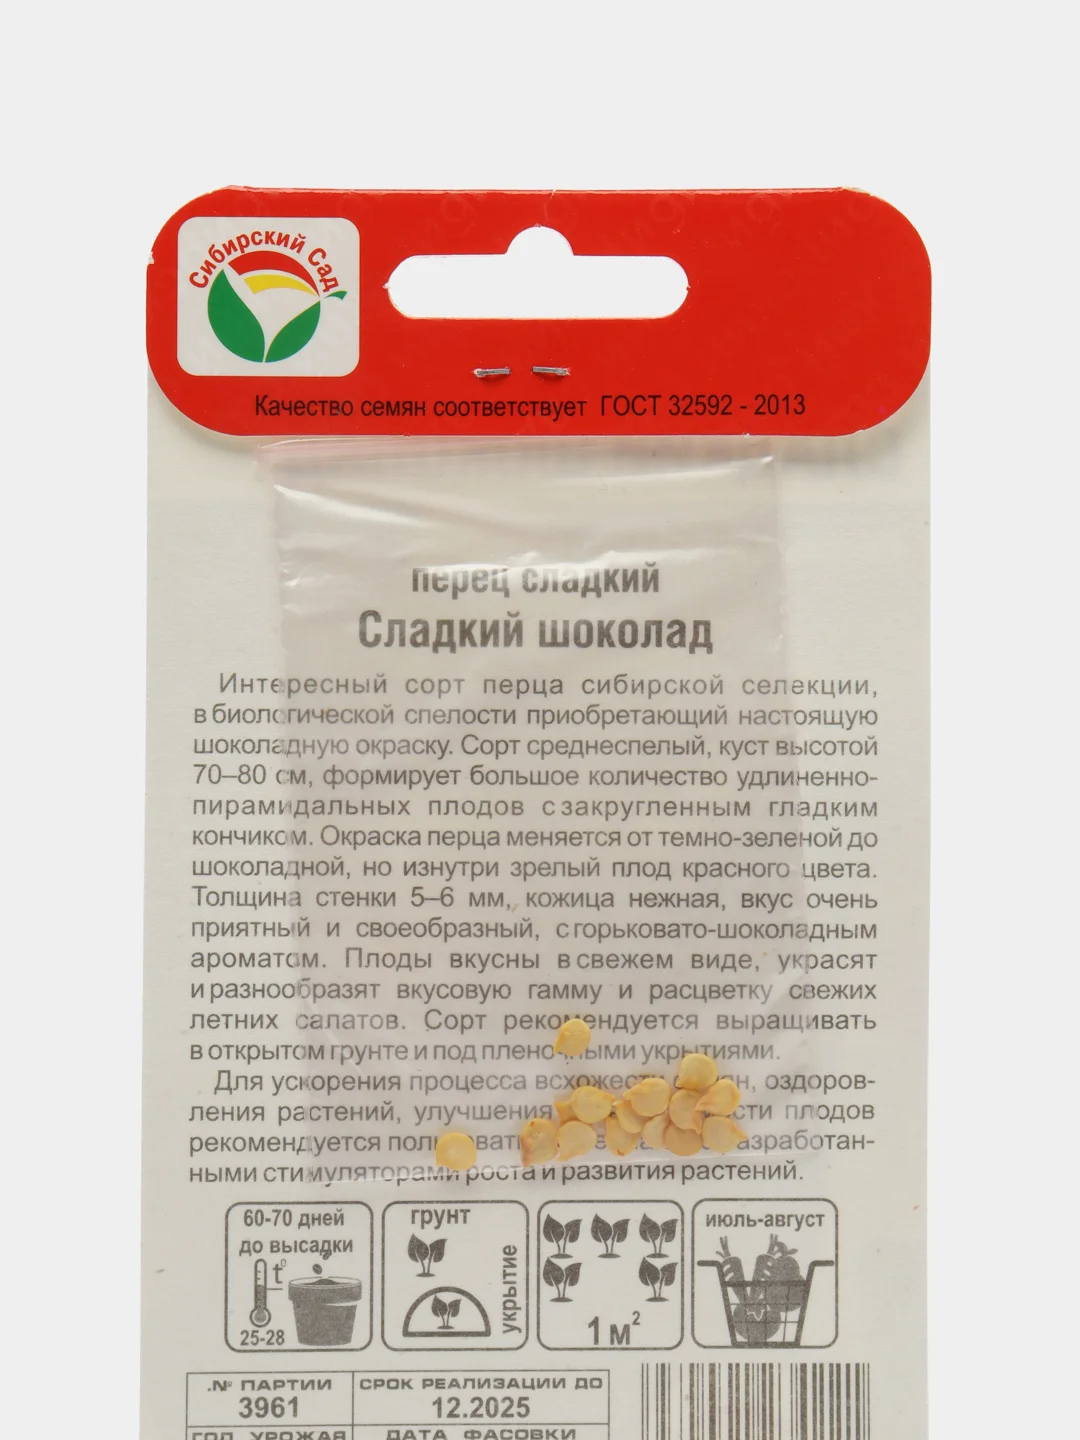 Сибирский Сад
Качество семян соответствует ГОСТ 32592 - 2013
перец сладкий
Сладкий шоколад
Интересный сорт перца сибирской селекции,
в биологической спелости приобретающий настоящую
шоколадную окраску. Сорт среднеспелый, куст высотой
70–80 см, формирует большое количество удлиненно-
пирамидальных плодов с закругленным гладким
кончиком. Окраска перца меняется от темно-зеленой до
шоколадной, но изнутри зрелый плод красного цвета.
Толщина стенки 5–6 мм, кожица нежная, вкус очень
приятный и своеобразный, с горьковато-шоколадным
ароматом. Плоды вкусны в свежем виде, украсят
и разнообразят вкусовую гамму и расцветку свежих
летних салатов. Сорт рекомендуется выращивать
в открытом грунте и под пленочными укрытиями.
Для ускорения процесса всхожести оздоров-
ления растений, улучшения плодов
рекомендуется
ными стимуляторами роста и развития растений.
60-70 дней
до высадки
t°
25-28
грунт
укрытие
1 м²
июль-август
.№ ПАРТИИ
3961
СРОК РЕАЛИЗАЦИИ ДО
12.2025
ГОД УРОЖАЯ
ДАТА ФАСОВКИ